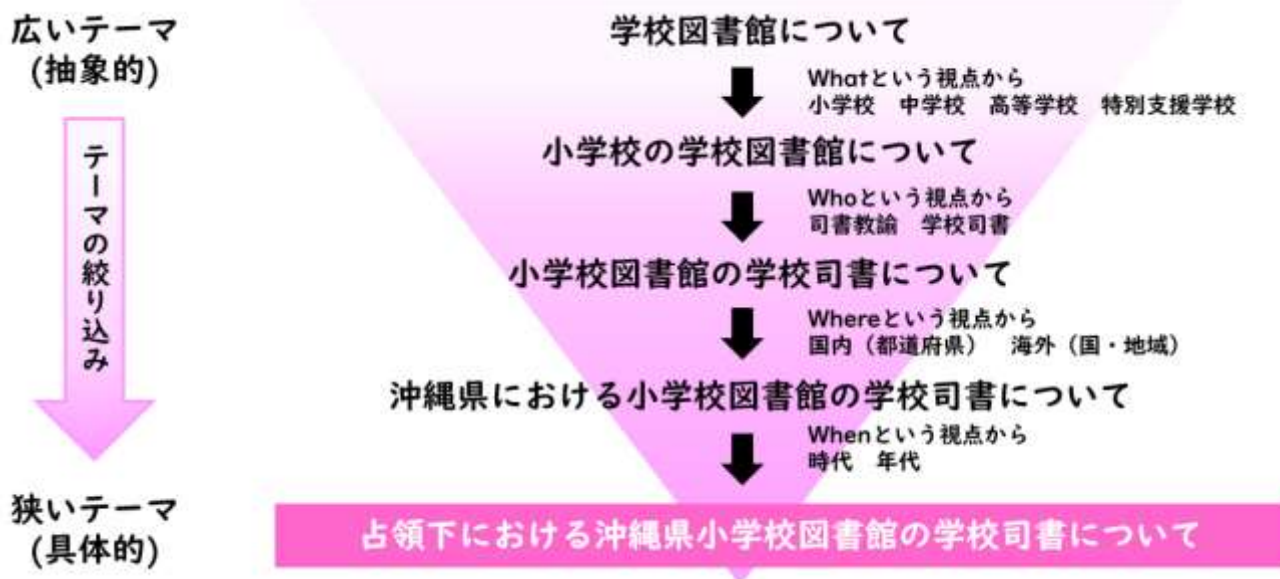 広いテーマ
(抽象的)
テーマの絞り込み
狭いテーマ
(具体的)
学校図書館について
Whatという視点から
小学校　中学校　高等学校　特別支援学校
小学校の学校図書館について
Whoという視点から
司書教諭　学校司書
小学校図書館の学校司書について
Whereという視点から
国内（都道府県）　海外（国・地域）
沖縄県における小学校図書館の学校司書について
Whenという視点から
時代　年代
占領下における沖縄県小学校図書館の学校司書について